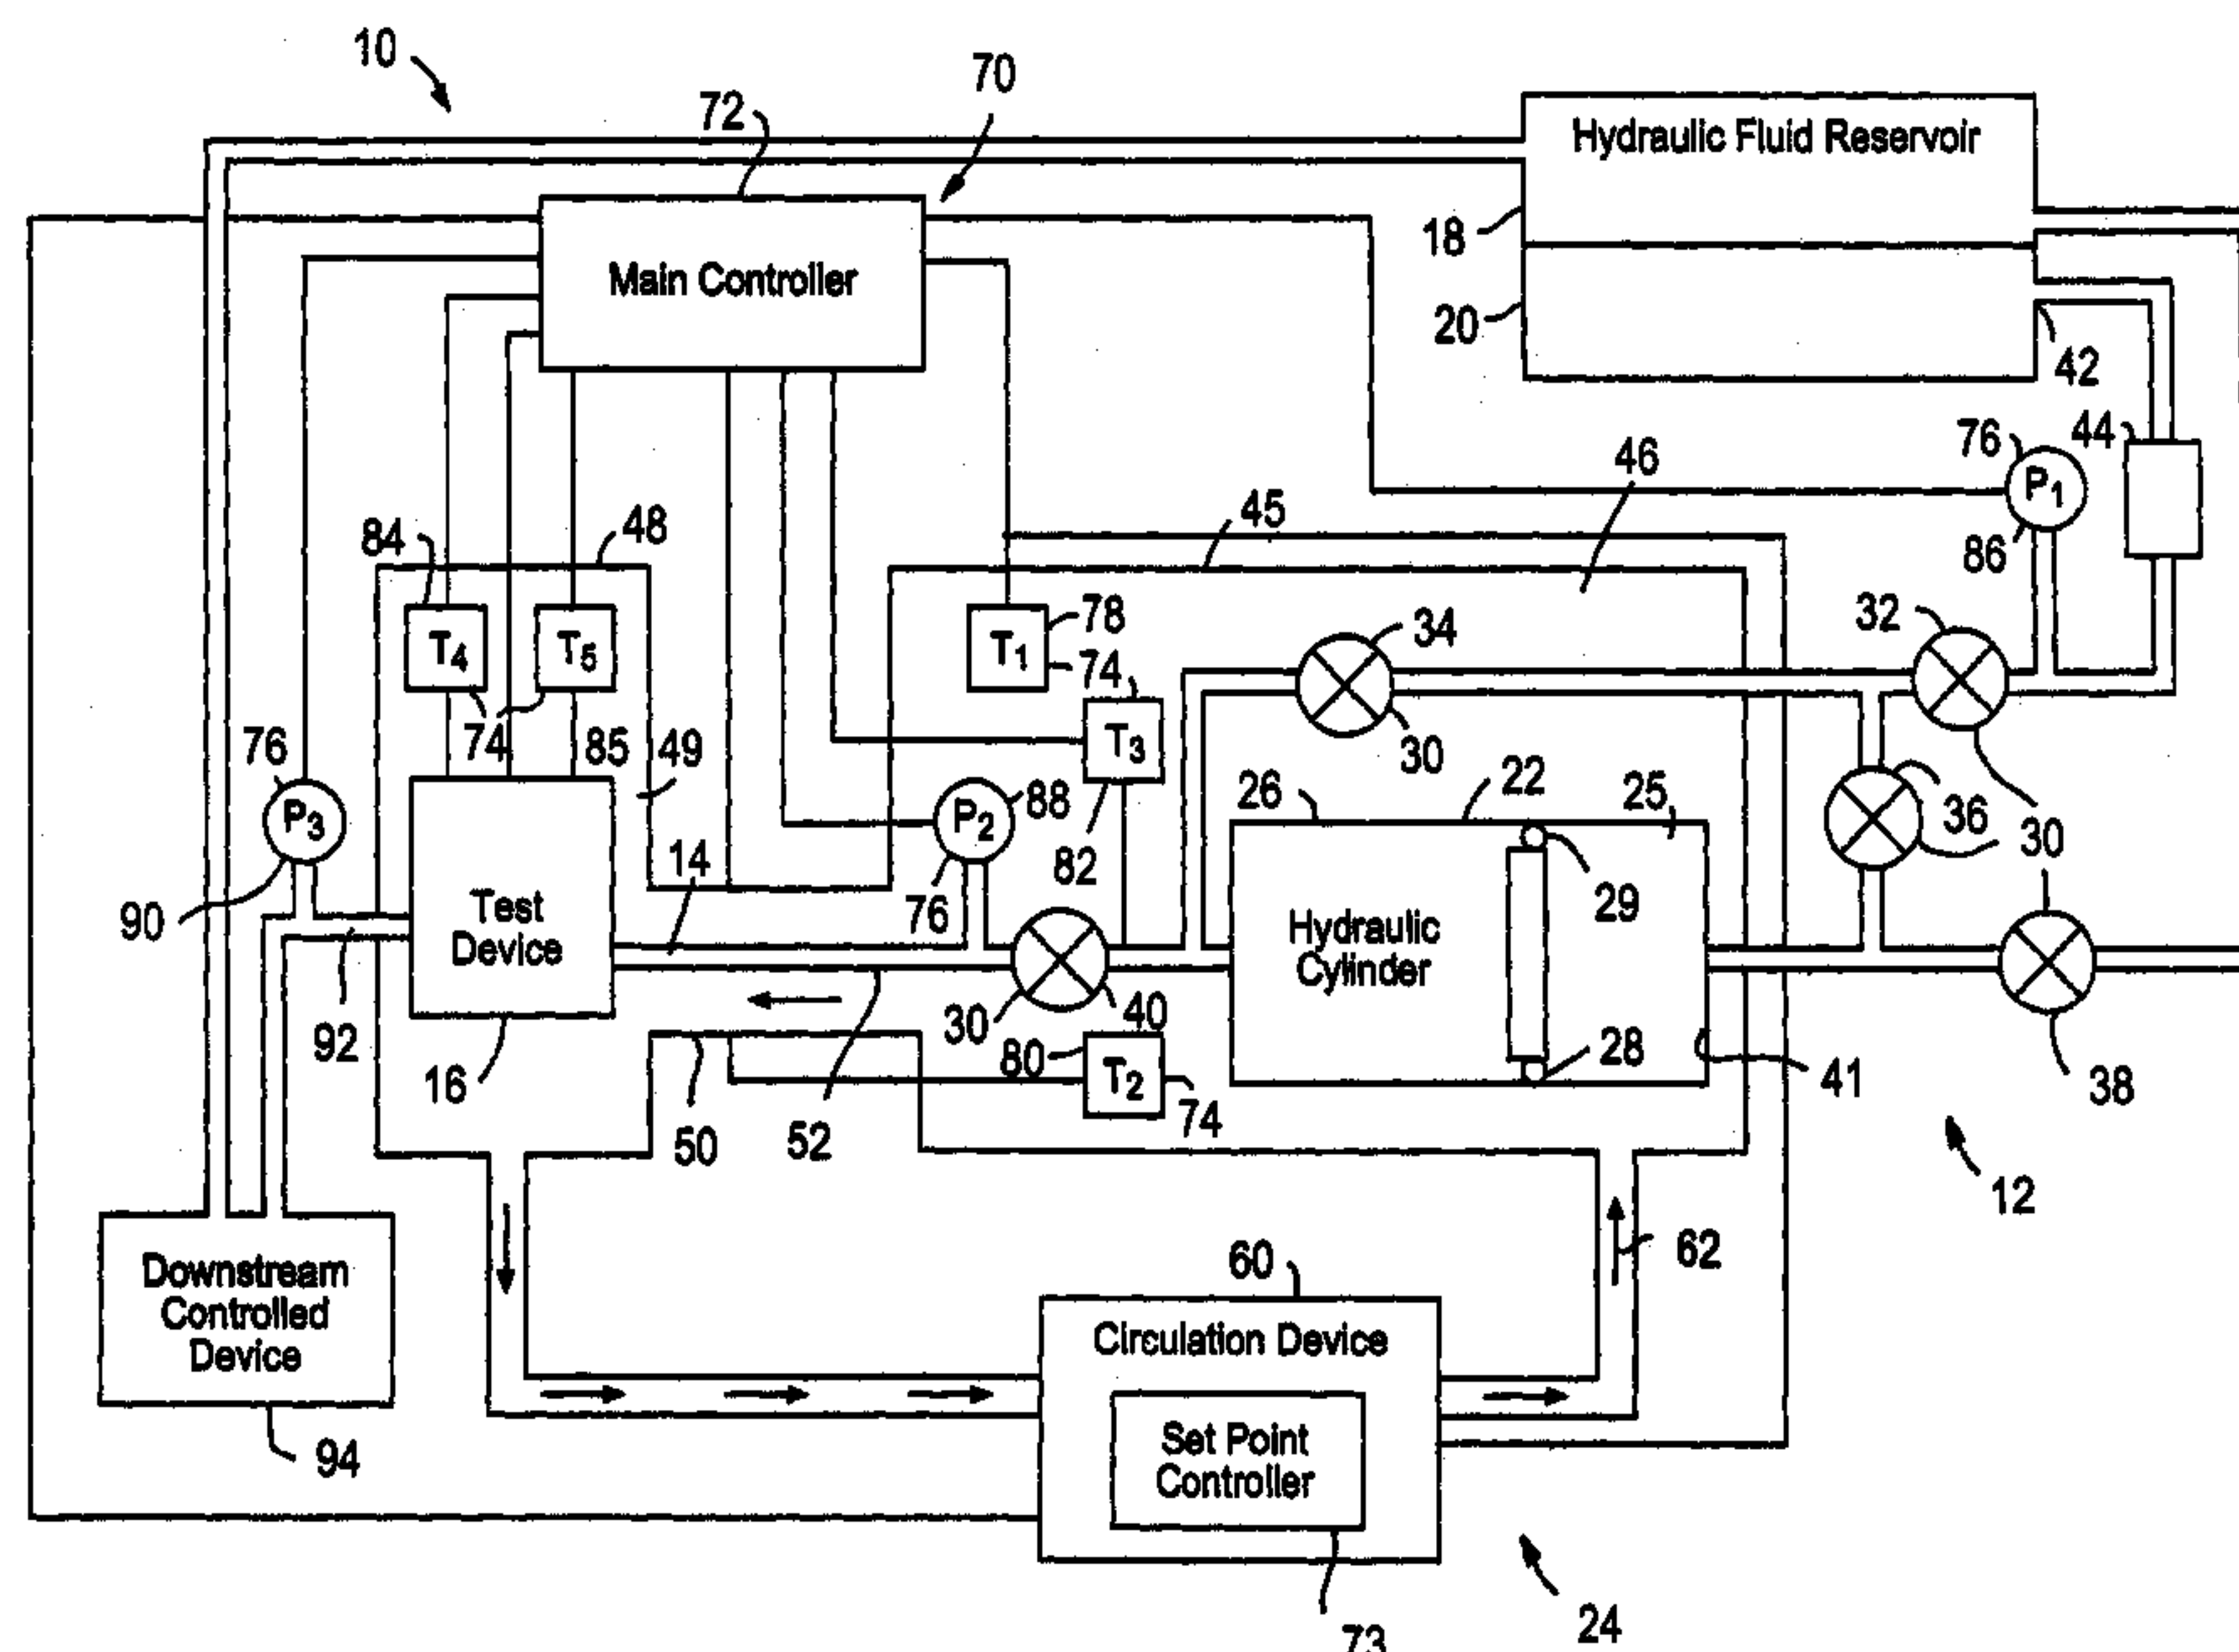 10
70
72
Hydraulic Fluid Reservoir
18
Main Controller
20
42
76
44
46
P1
45
84
48
86
32
T4
T5
78
T1
34
74
74
76
74
85
49
T3
30
26
22
25
36
30
P3
P2
88
14
82
29
90
76
Test
Device
Hydraulic
Cylinder
92
30
40
28
80
T2
41
38
16
74
50
52
12
60
62
Downstream
Controlled
Device
Circulation Device
Set Point
Controller
94
24
73